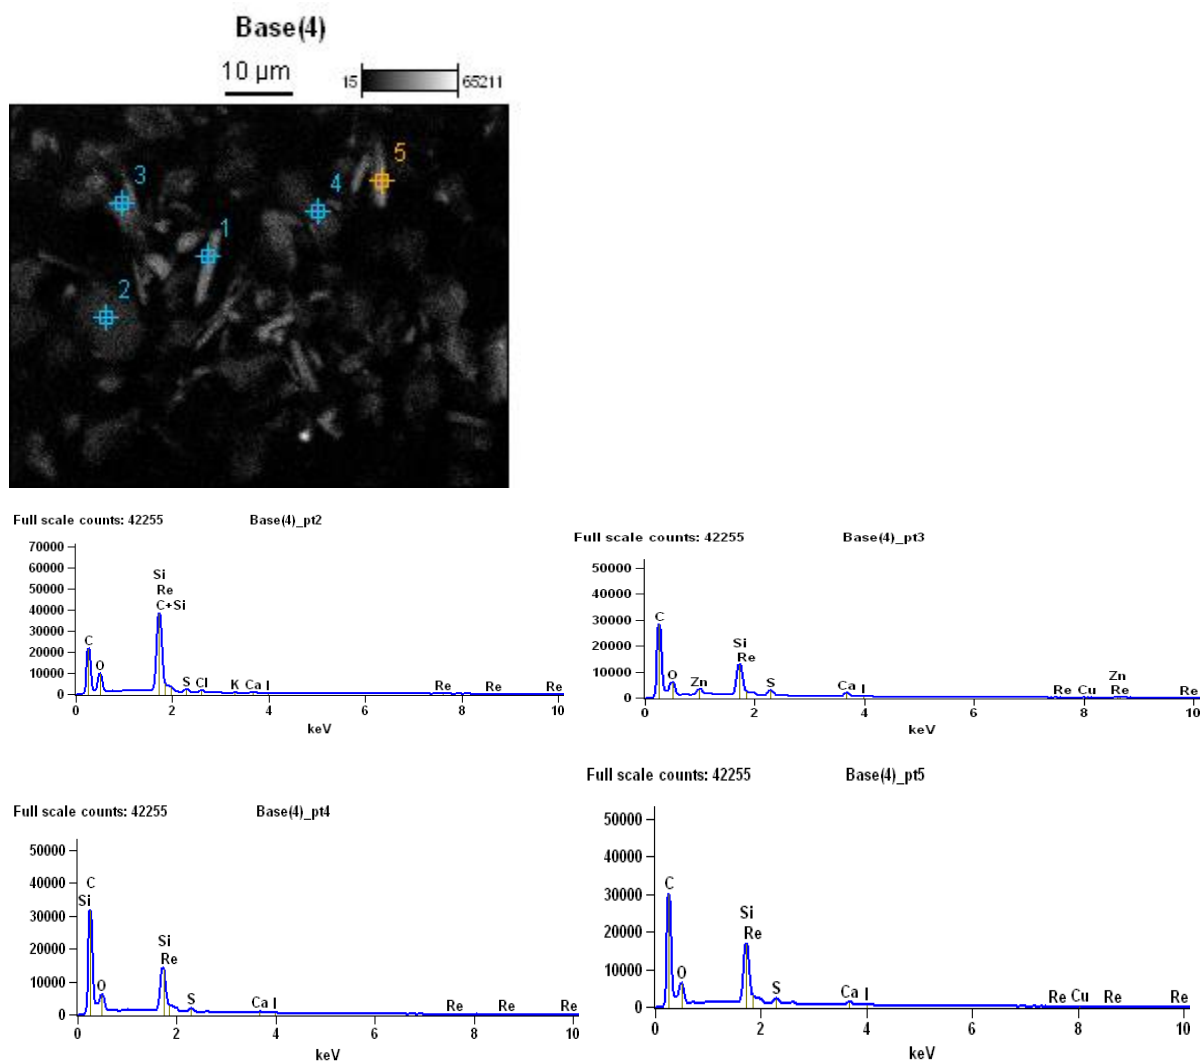 Base(4)
10 µm
15 65211
5
3
4
1
2
Full scale counts: 42255 Base(4)_pt2
70000
60000
50000
40000
30000
20000
10000
0
Si
Re
C+Si
C
O
S Cl K Ca I Re Re Re
0 2 4 6 8 10
keV
Full scale counts: 42255 Base(4)_pt3
50000
40000
30000
20000
10000
0
C
O
Zn
Si
Re
S
Ca I
Re Cu
Zn
Re
Re
0 2 4 6 8 10
keV
Full scale counts: 42255 Base(4)_pt4
50000
40000
30000
20000
10000
0
C
Si
O
Si
Re
S
Ca I
Re Re Re
0 2 4 6 8 10
keV
Full scale counts: 42255 Base(4)_pt5
50000
40000
30000
20000
10000
0
C
O
Si
Re
S
Ca I
Re Cu Re Re
0 2 4 6 8 10
keV